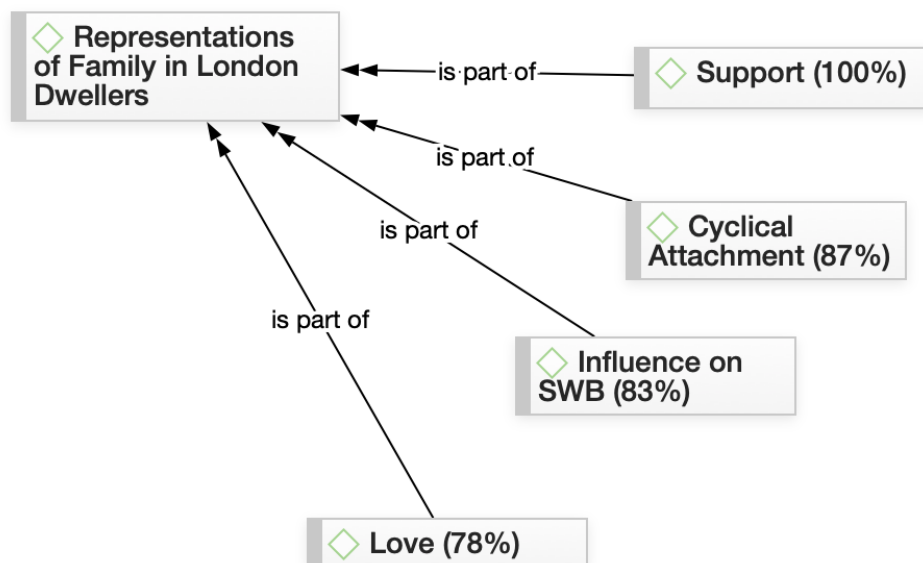 Representations
of Family in London
Dwellers
is part of
Support (100%)
is part of
Cyclical
Attachment (87%)
is part of
Influence on
SWB (83%)
is part of
Love (78%)